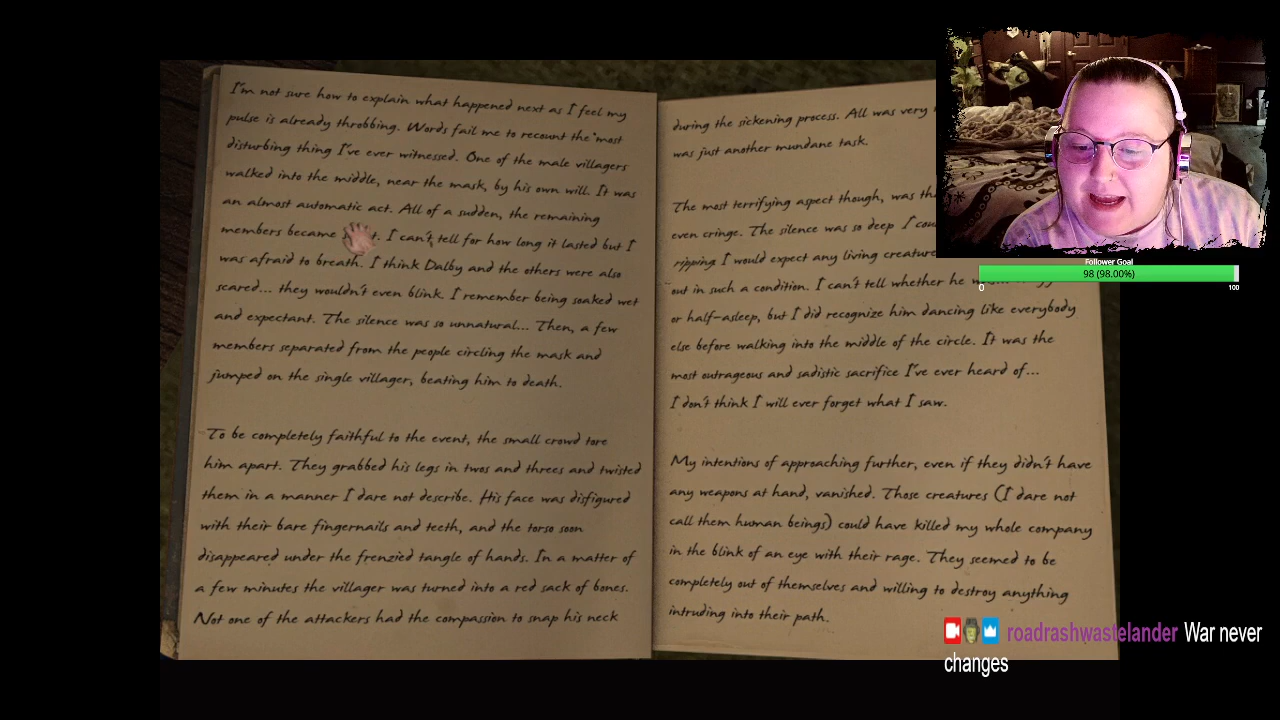 I'm not sure how to explain what happened next as I feel my
pulse is already throbbing. Words fail me to recount the most
disturbing thing I've ever witnessed. One of the male villagers
walked into the middle, near the mask, by his own will. It was
an almost automatic act. All of a sudden, the remaining
members became I can't tell for how long it lasted but I
was afraid to breath. I think Dalby and the others were also
scared... they wouldn't even blink. I remember being soaked wet
and expectant. The silence was so unnatural... Then, a few
members separated from the people circling the mask and
jumped on the single villager, beating him to death.
To be completely faithful to the event, the small crowd tore
him apart. They grabbed his legs in twos and threes and twisted
them in a manner I dare not describe. His face was disfigured
with their bare fingernails and teeth, and the torso soon
disappeared under the frenzied tangle of hands. In a matter of
a few minutes the villager was turned into a red sack of bones.
Not one of the attackers had the compassion to snap his neck
during the sickening process. All was very
was just another mundane task.
The most terrifying aspect though, was
even cringe. The silence was so deep I
ripping I would expect any living creature
out in such a condition. I can't tell whether he
or half-asleep, but I did recognize him dancing like everybody
else before walking into the middle of the circle. It was the
most outrageous and sadistic sacrifice I've ever heard of...
I don't think I will ever forget what I saw.
My intentions of approaching further, even if they didn't have
any weapons at hand, vanished. Those creatures (I dare not
call them human beings) could have killed my whole company
in the blink of an eye with their rage. They seemed to be
completely out of themselves and willing to destroy anything
intruding into their path.
Follower Goal
98 (98.00%)
0 100
roadrashwastelander War never
changes